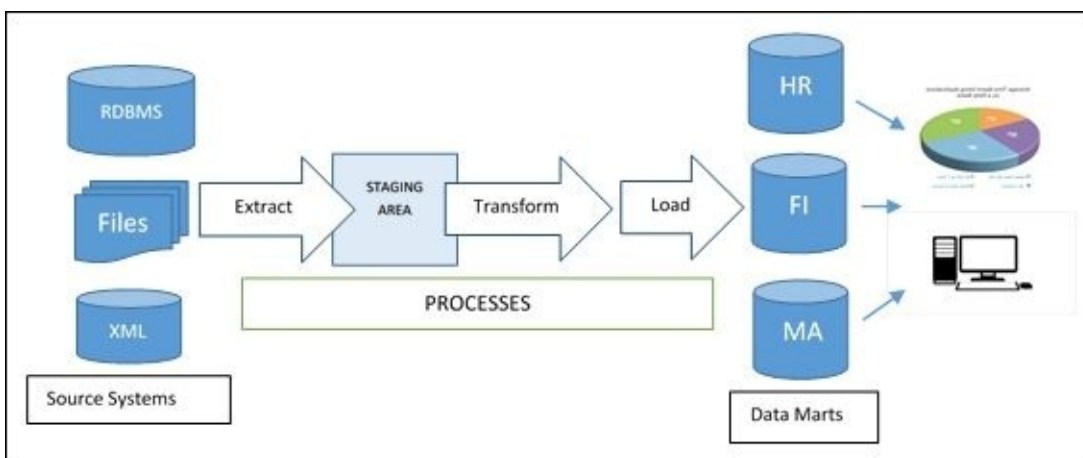 RDBMS
Files
XML
Source Systems
Extract
STAGING
AREA
Transform
Load
PROCESSES
HR
FI
MA
Data Marts